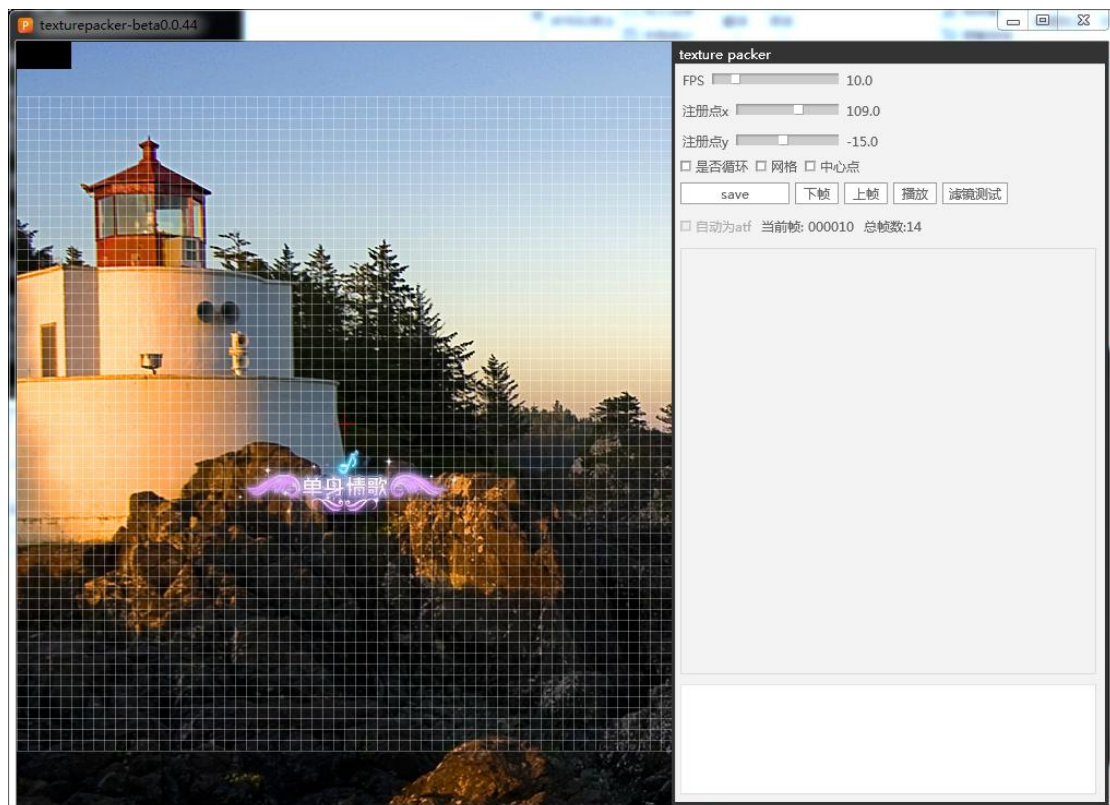 texturepacker-beta0.0.44
texture packer
FPS 10.0
注册点x 109.0
注册点y -15.0
是否循环 网格 中心点
save 下帧 上帧 播放 滤镜测试
自动为atf 当前帧: 000010 总帧数:14
单身情歌